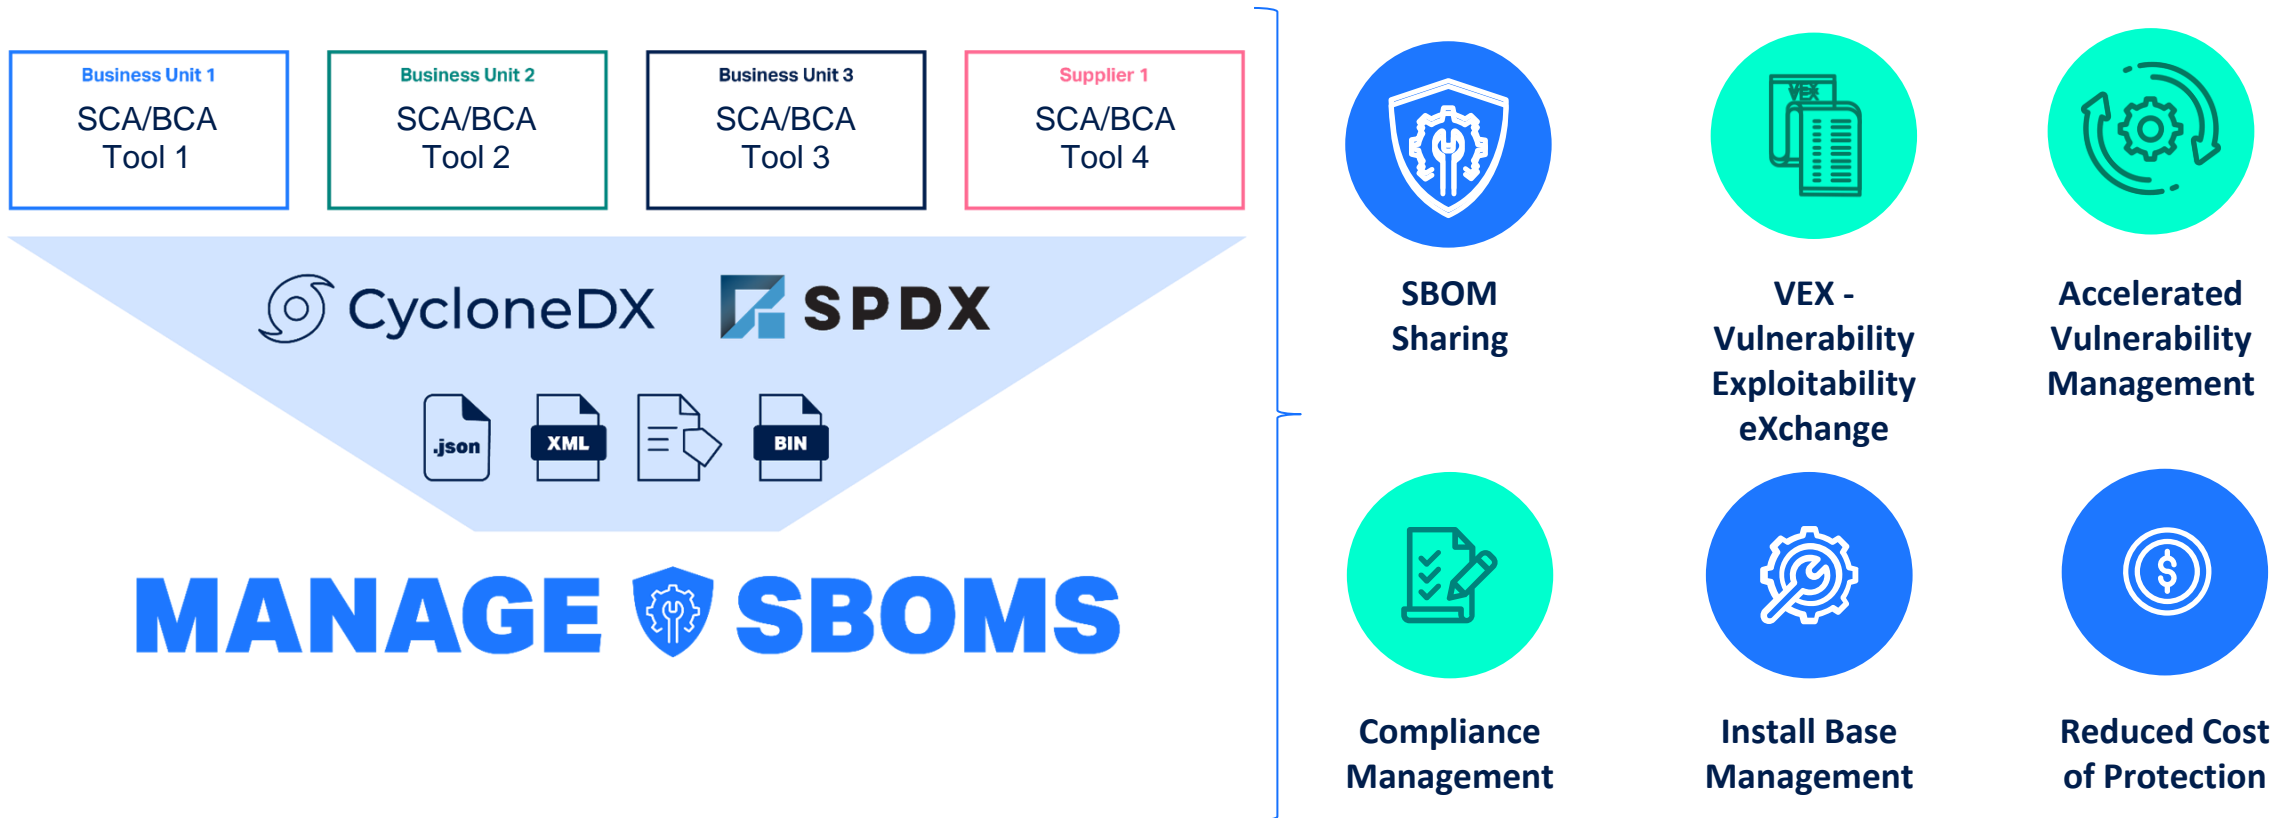 Business Unit 1
SCA/BCA
Tool 1
Business Unit 2
SCA/BCA
Tool 2
Business Unit 3
SCA/BCA
Tool 3
Supplier 1
SCA/BCA
Tool 4
CycloneDX
SPDX
.json
XML
BIN
MANAGE SBOMS
SBOM
Sharing
VEX
VEX -
Vulnerability
Exploitability
eXchange
Accelerated
Vulnerability
Management
Compliance
Management
Install Base
Management
$
Reduced Cost
of Protection